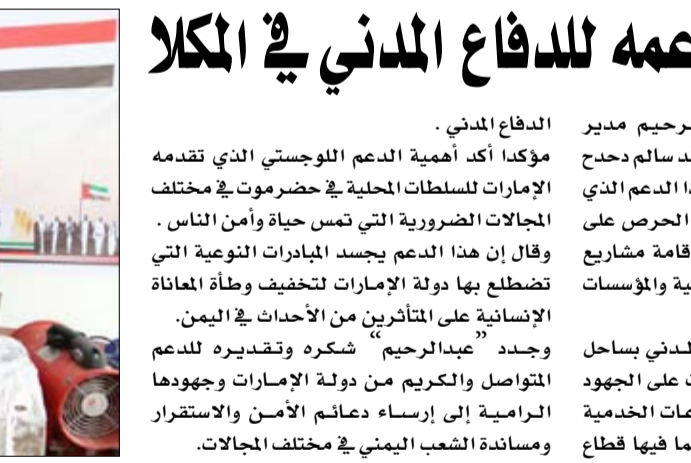 عمه للدفاع المدني في المكلا
رحيم مدير
د سالم دحدح
ا الدعم الذي
الحرص على
قامة مشاريع
ية والمؤسسات
لدني بساحل
ت على الجهود
عات الخدمية
ما فيها قطاع
الدفاع المدني .
مؤكدا أكد أهمية الدعم اللوجستي الذي تقدمه
الإمارات للسلطات المحلية في حضرموت في مختلف
المجالات الضرورية التي تمس حياة وأمن الناس .
وقال إن هذا الدعم يجسد المبادرات النوعية التي
تضطلع بها دولة الإمارات لتخفيف وطأة المعاناة
الإنسانية على المتأثرين من الأحداث في اليمن.
وجدد "عبدالرحيم" شكره وتقديره للدعم
المتواصل والكريم من دولة الإمارات وجهودها
الرامية إلى إرساء دعائم الأمن والاستقرار
ومساندة الشعب اليمني في مختلف المجالات.